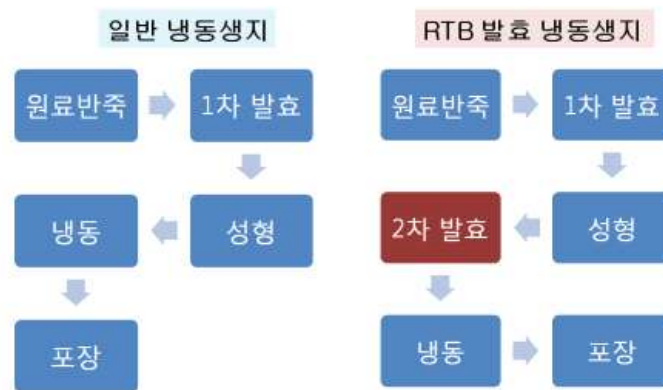 일반 냉동생지
원료반죽
1차 발효
냉동
성형
포장
RTB 발효 냉동생지
원료반죽
1차 발효
2차 발효
성형
냉동
포장